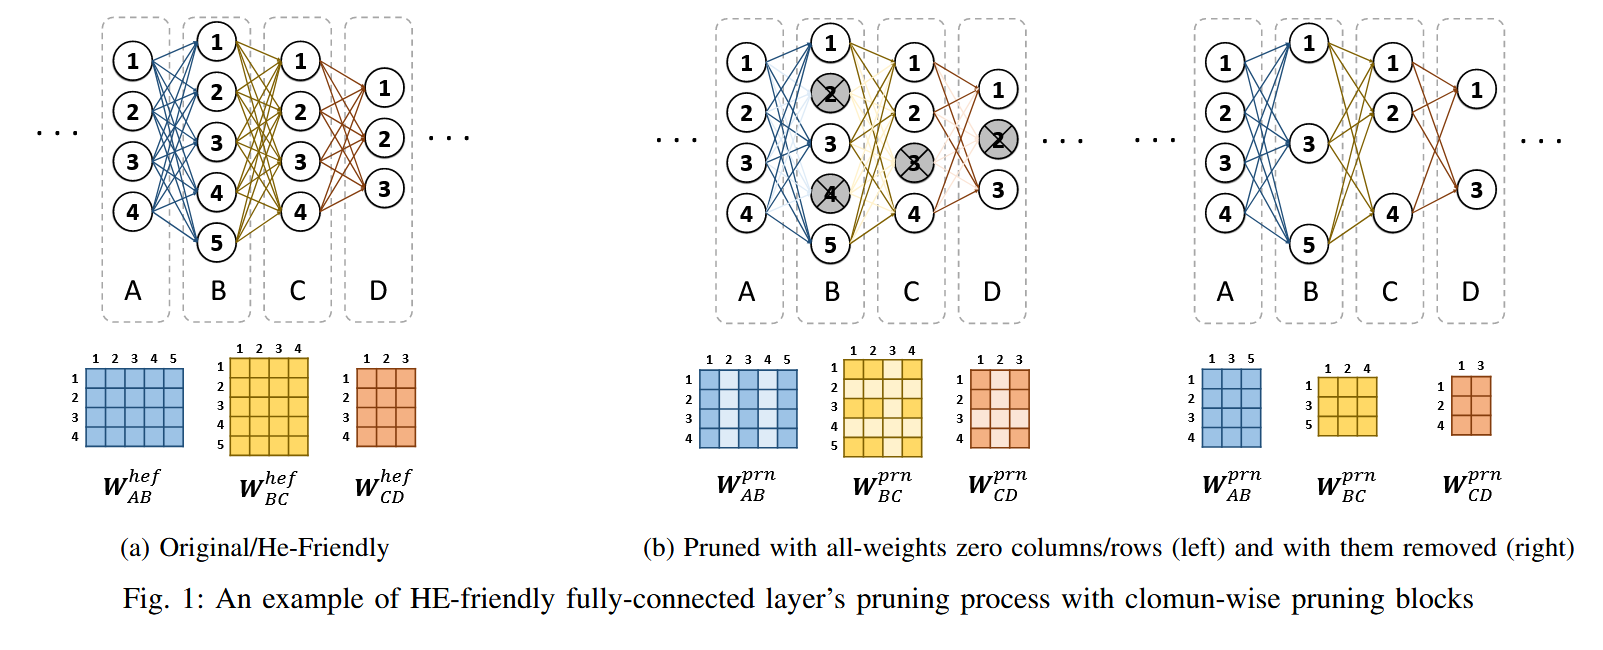 1 1 1 1
2 2 2 2
3 3 3 3
4 4 4
5
A B C D
. . .
. . .
1 2 3 4 5
1
2
3
4
W_{AB}^{hef}
1 2 3 4
1
2
3
4
5
W_{BC}^{hef}
1 2 3
1
2
3
4
W_{CD}^{hef}
(a) Original/He-Friendly
. . .
1 1 1 1
2 2 2 2
3 3 3 3
4 4 4
5
A B C D
. . .
1 2 3 4 5
1
2
3
4
W_{AB}^{prn}
1 2 3 4
1
2
3
4
5
W_{BC}^{prn}
1 2 3
1
2
3
4
W_{CD}^{prn}
. . .
1 1 1 1
2 3 2 3
3 5 4
4
A B C D
. . .
1 3 5
1
2
3
4
W_{AB}^{prn}
1 2 4
1
3
5
W_{BC}^{prn}
1 3
1
2
4
W_{CD}^{prn}
(b) Pruned with all-weights zero columns/rows (left) and with them removed (right)
Fig. 1: An example of HE-friendly fully-connected layer's pruning process with clomun-wise pruning blocks